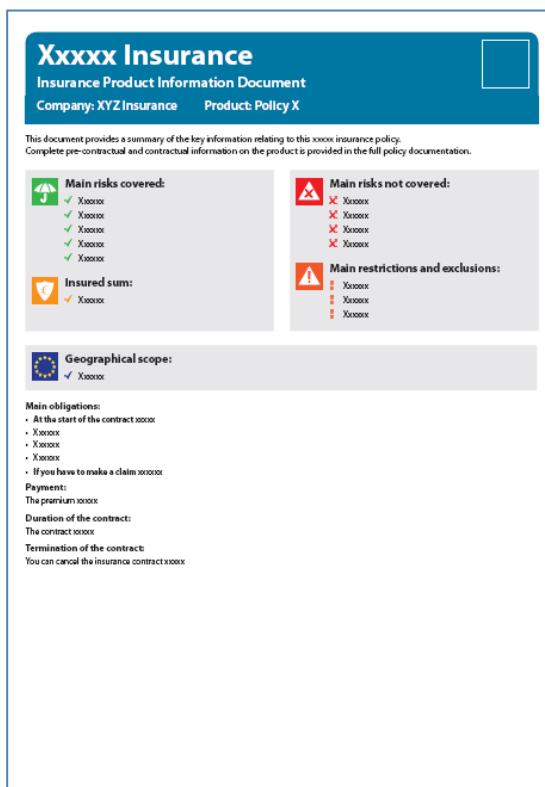 Xxxxx Insurance
Insurance Product Information Document
Company: XYZ Insurance Product: Policy X
This document provides a summary of the key information relating to this xxxxx insurance policy.
Complete pre-contractual and contractual information on the product is provided in the full policy documentation.
Main risks covered:
Xxxxxx
Xxxxxx
Xxxxxx
Xxxxxx
Xxxxxx
Insured sum:
Xxxxxx
Main risks not covered:
Xxxxxx
Xxxxxx
Xxxxxx
Xxxxxx
Main restrictions and exclusions:
Xxxxxx
Xxxxxx
Xxxxxx
Geographical scope:
Xxxxxx
Main obligations:
• At the start of the contract xxxxx
• Xxxxxx
• Xxxxxx
• Xxxxxx
• If you have to make a claim xxxxxx
Payment:
The premium xxxxx
Duration of the contract:
The contract xxxxx
Termination of the contract:
You can cancel the insurance contract xxxxx